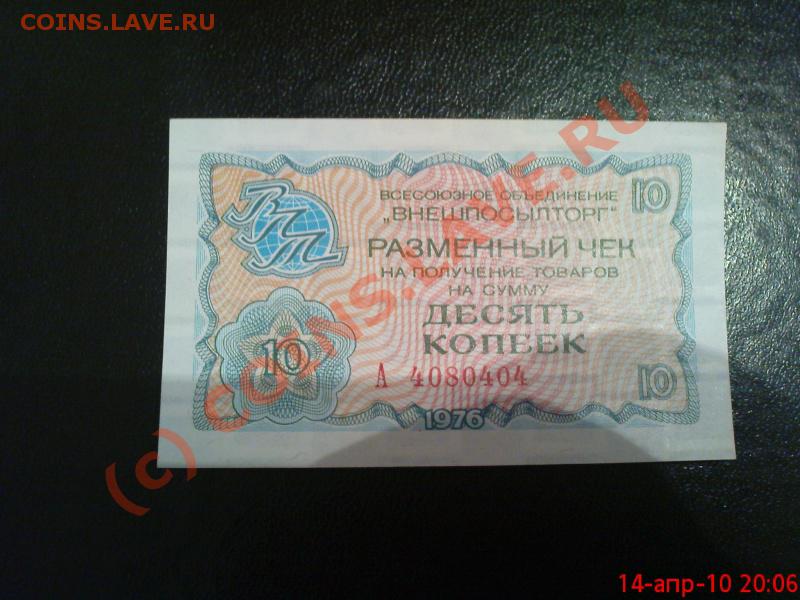 COINS.LAVE.RU
ВПТ
ВСЕСОЮЗНОЕ ОБЪЕДИНЕНИЕ
„ВНЕШПОСЫЛТОРГ"
10
РАЗМЕННЫЙ ЧЕК
НА ПОЛУЧЕНИЕ ТОВАРОВ
НА СУММУ
ДЕСЯТЬ
КОПЕЕК
10
А 4080404
10
1976
(c) COINS.LAVE.RU
14-апр-10 20:06